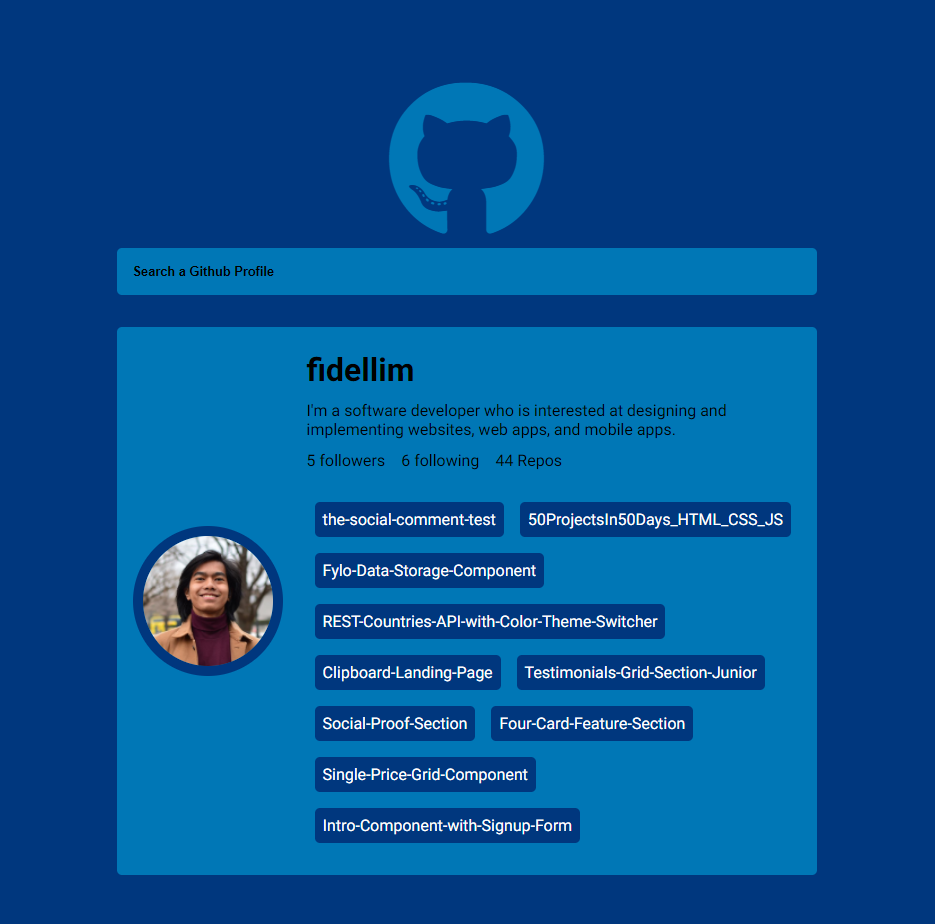 Search a Github Profile
fidellim
I'm a software developer who is interested at designing and
implementing websites, web apps, and mobile apps.
5 followers 6 following 44 Repos
the-social-comment-test 50ProjectsIn50Days_HTML_CSS_JS
Fylo-Data-Storage-Component
REST-Countries-API-with-Color-Theme-Switcher
Clipboard-Landing-Page Testimonials-Grid-Section-Junior
Social-Proof-Section Four-Card-Feature-Section
Single-Price-Grid-Component
Intro-Component-with-Signup-Form